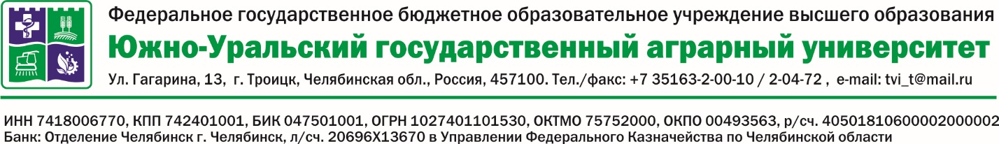 Федеральное государственное бюджетное образовательное учреждение высшего образования
Южно-Уральский государственный аграрный университет
Ул. Гагарина, 13, г. Троицк, Челябинская обл., Россия, 457100. Тел./факс: +7 35163-2-00-10 / 2-04-72 , e-mail: tvi_t@mail.ru
ИНН 7418006770, КПП 742401001, БИК 047501001, ОГРН 1027401101530, ОКТМО 75752000, ОКПО 00493563, р/сч. 40501810600002000002
Банк: Отделение Челябинск г. Челябинск, л/сч. 20696Х13670 в Управлении Федерального Казначейства по Челябинской области